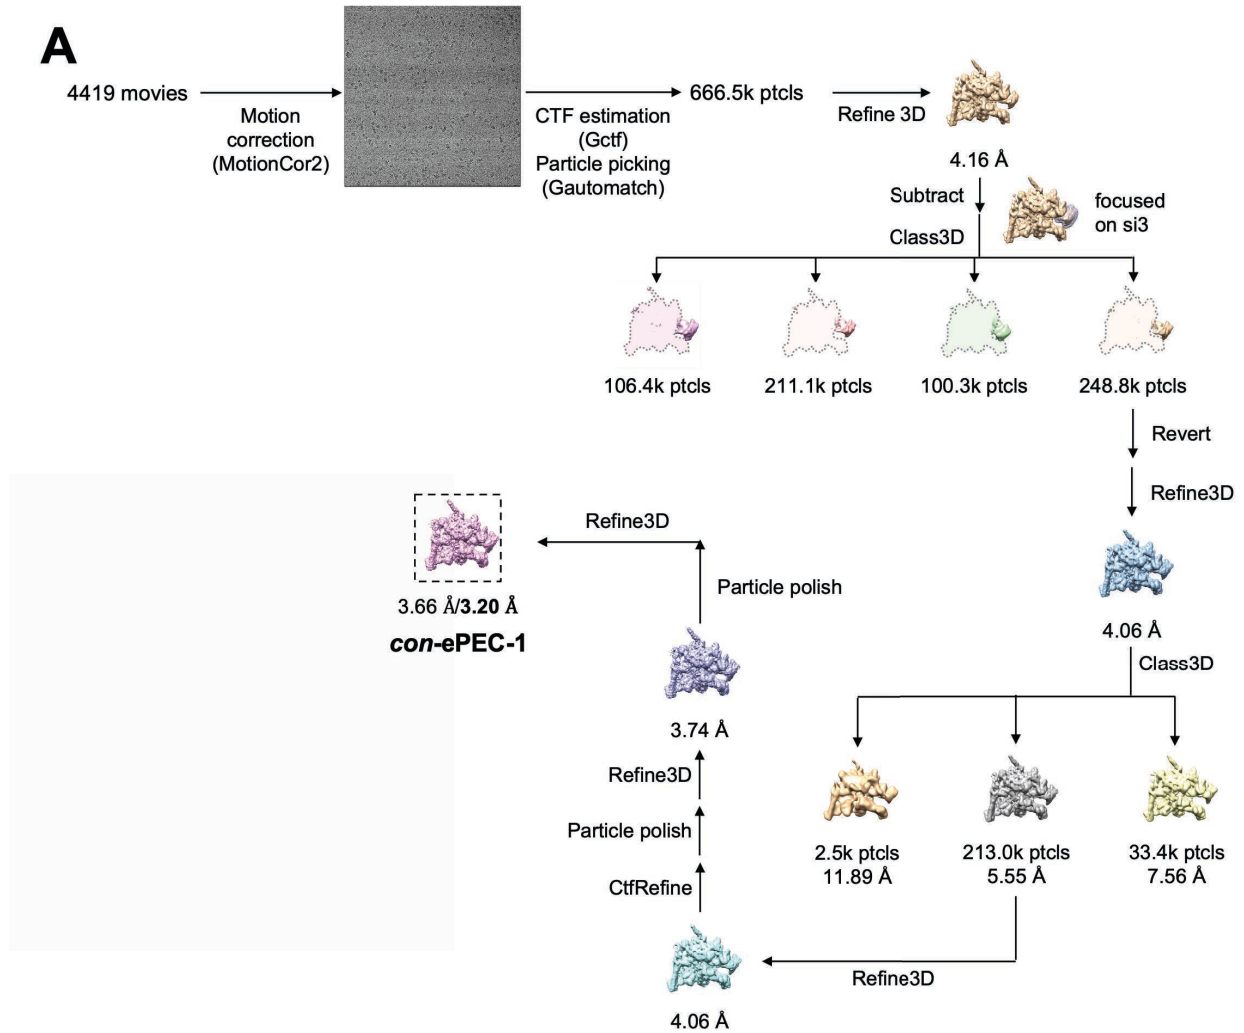 A
4419 movies
Motion
correction
(MotionCor2)
CTF estimation
(Gctf)
Particle picking
(Gautomatch)
666.5k ptcls
Refine 3D
4.16 Å
Subtract
focused
on si3
Class3D
106.4k ptcls
211.1k ptcls
100.3k ptcls
248.8k ptcls
Revert
Refine3D
4.06 Å
Class3D
2.5k ptcls
11.89 Å
213.0k ptcls
5.55 Å
33.4k ptcls
7.56 Å
Refine3D
4.06 Å
CtfRefine
Particle polish
Refine3D
3.74 Å
Particle polish
Refine3D
3.66 Å/3.20 Å
con-ePEC-1